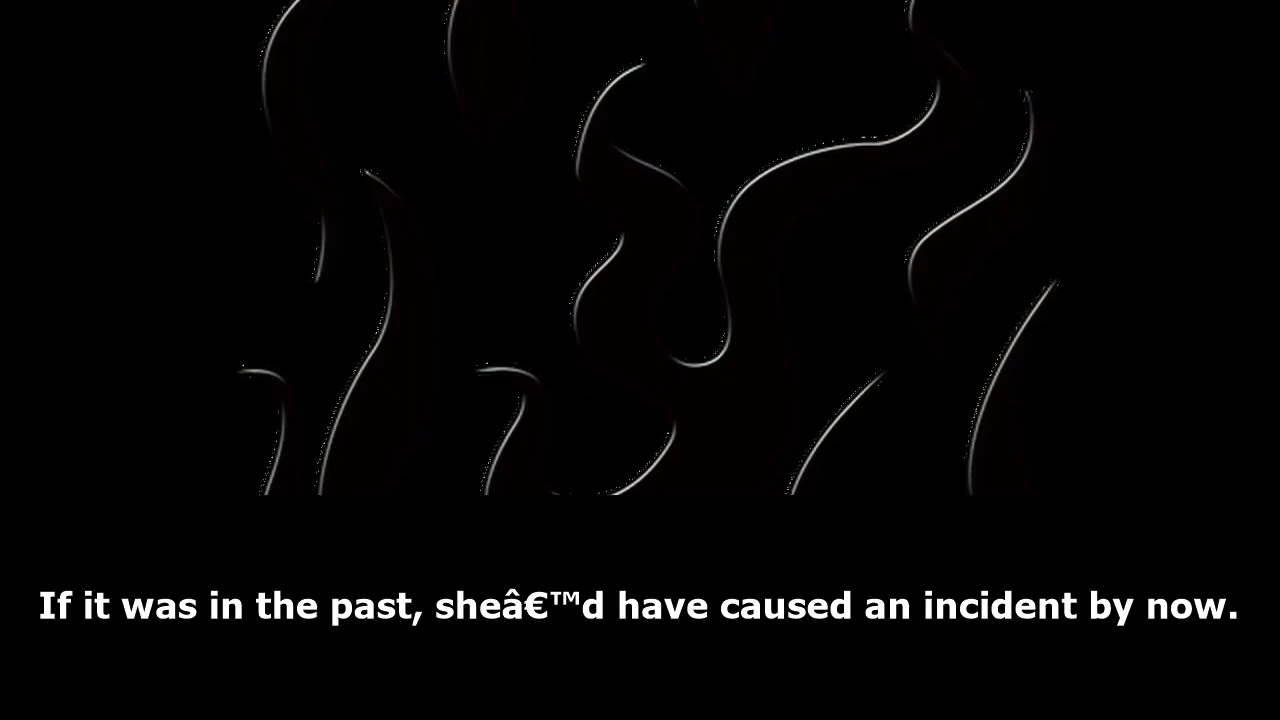 If it was in the past, sheâ€™d have caused an incident by now.